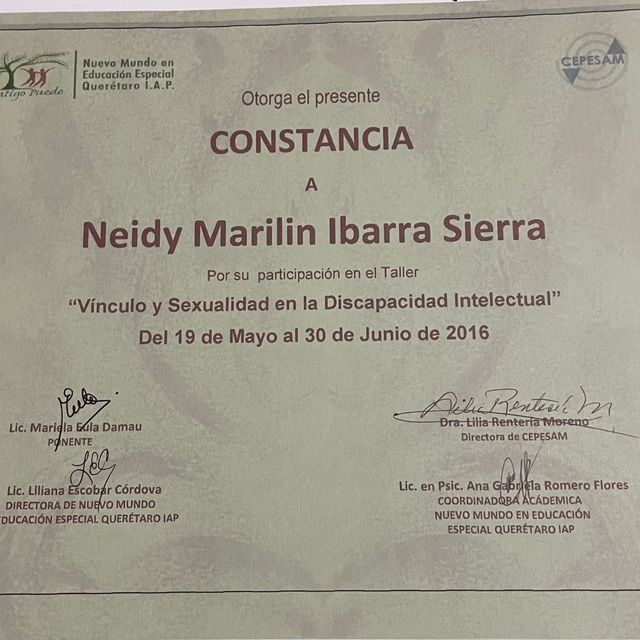 Nuevo Mundo en
Educación Especial
Querétaro I.A.P.
Puedo
CEPESAM
Otorga el presente
CONSTANCIA
A
Neidy Marilin Ibarra Sierra
Por su participación en el Taller
“Vínculo y Sexualidad en la Discapacidad Intelectual”
Del 19 de Mayo al 30 de Junio de 2016
Lic. Mariela Eula Damau
PONENTE
Dra. Lilia Rentería Moreno
Directora de CEPESAM
Lic. Liliana Escobar Córdova
DIRECTORA DE NUEVO MUNDO
EDUCACIÓN ESPECIAL QUERÉTARO IAP
Lic. en Psic. Ana Gabriela Romero Flores
COORDINADORA ACÁDEMICA
NUEVO MUNDO EN EDUCACIÓN
ESPECIAL QUERÉTARO IAP